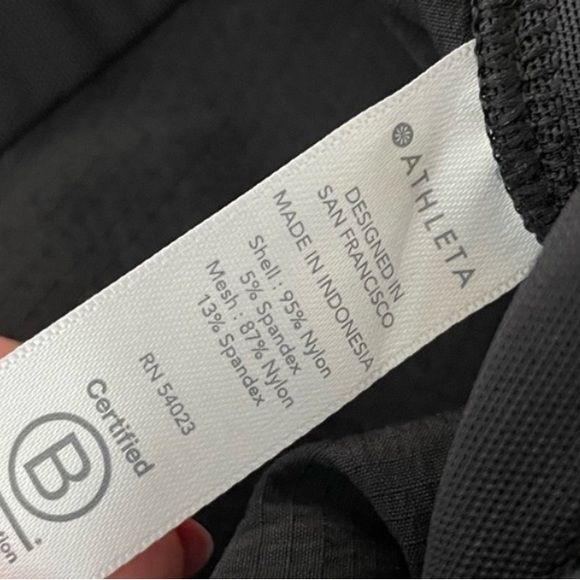 ATHLETA
DESIGNED IN
SAN FRANCISCO
MADE IN INDONESIA
Shell : 95% Nylon
5% Spandex
Mesh : 87% Nylon
13% Spandex
RN 54023
Certified
B